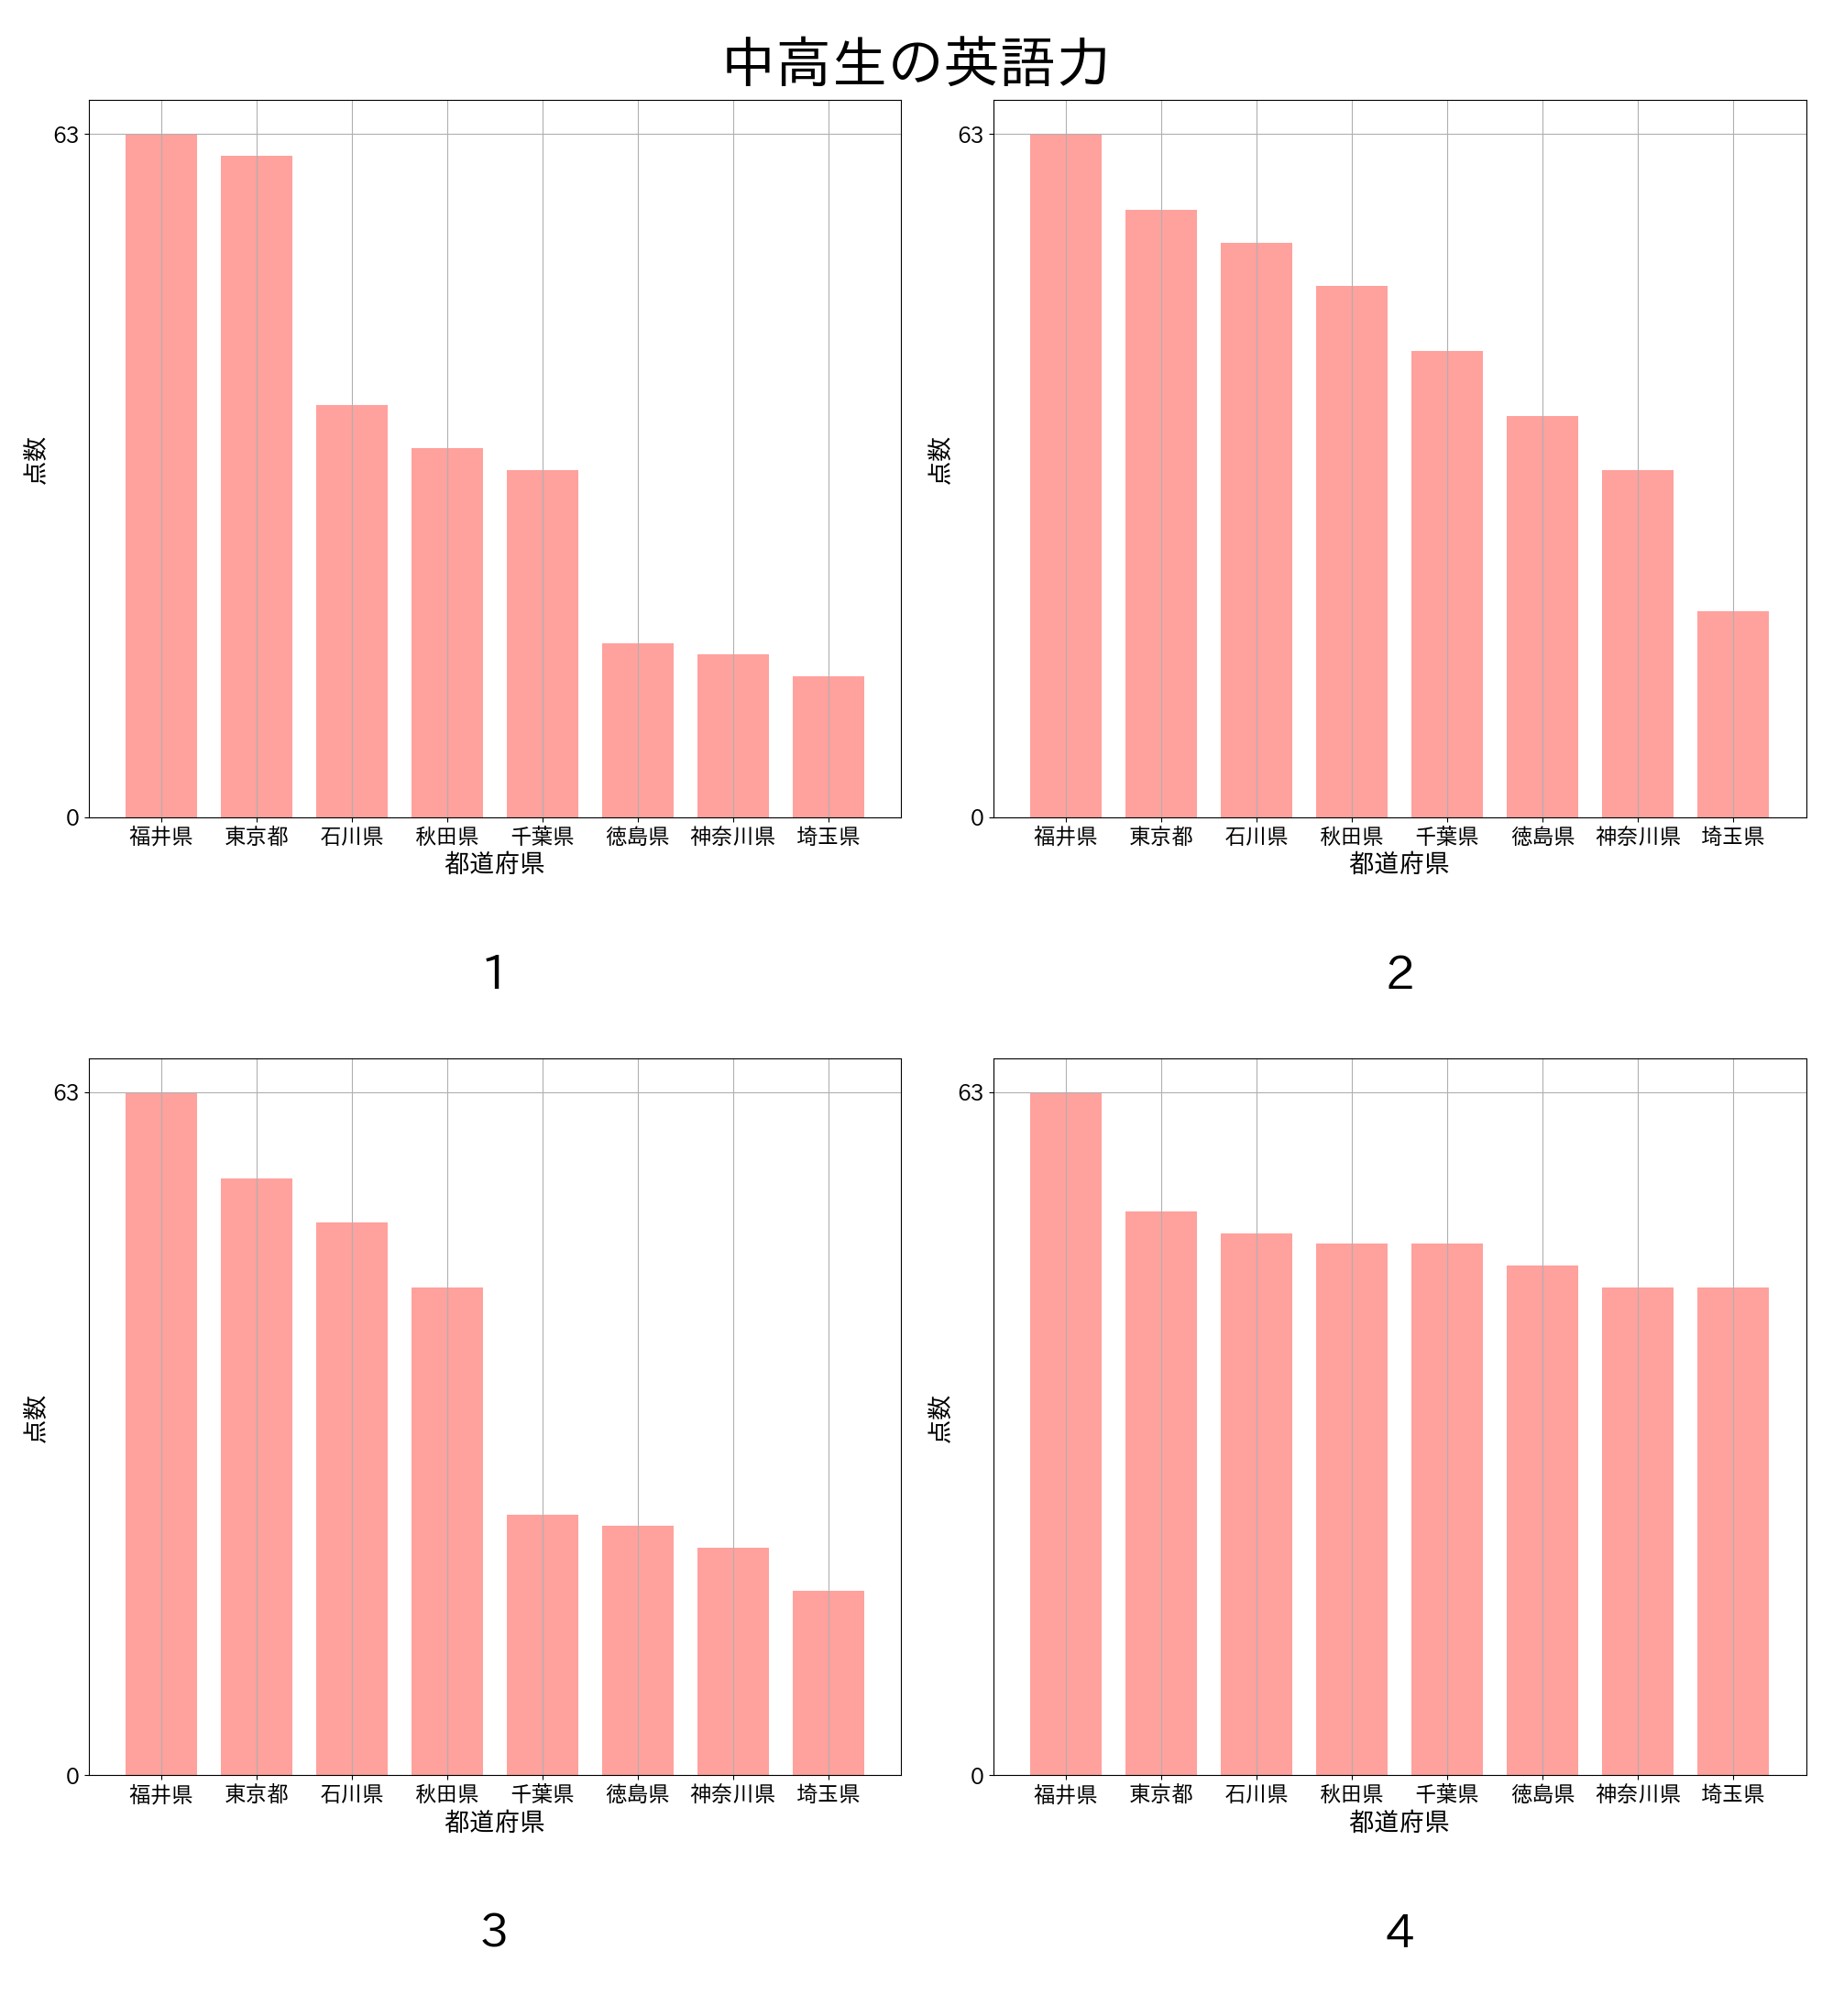 中高生の英語力
63
点数
0
福井県 東京都 石川県 秋田県 千葉県 徳島県 神奈川県 埼玉県
都道府県
1
63
点数
0
福井県 東京都 石川県 秋田県 千葉県 徳島県 神奈川県 埼玉県
都道府県
2
63
点数
0
福井県 東京都 石川県 秋田県 千葉県 徳島県 神奈川県 埼玉県
都道府県
3
63
点数
0
福井県 東京都 石川県 秋田県 千葉県 徳島県 神奈川県 埼玉県
都道府県
4